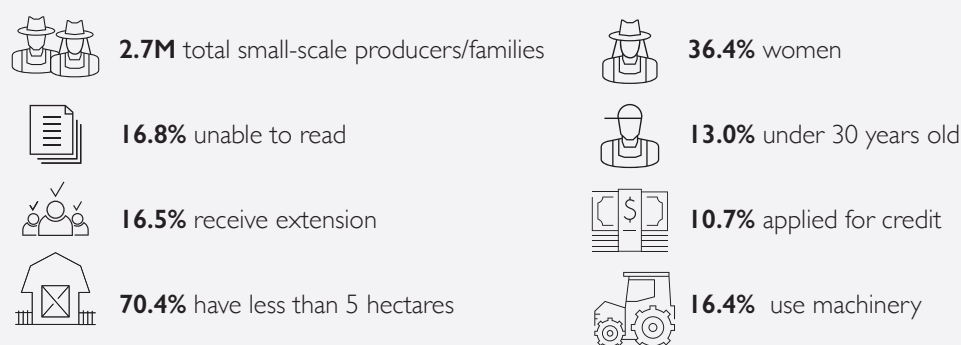 2.7M total small-scale producers/families
16.8% unable to read
16.5% receive extension
70.4% have less than 5 hectares
36.4% women
13.0% under 30 years old
$
10.7% applied for credit
16.4% use machinery